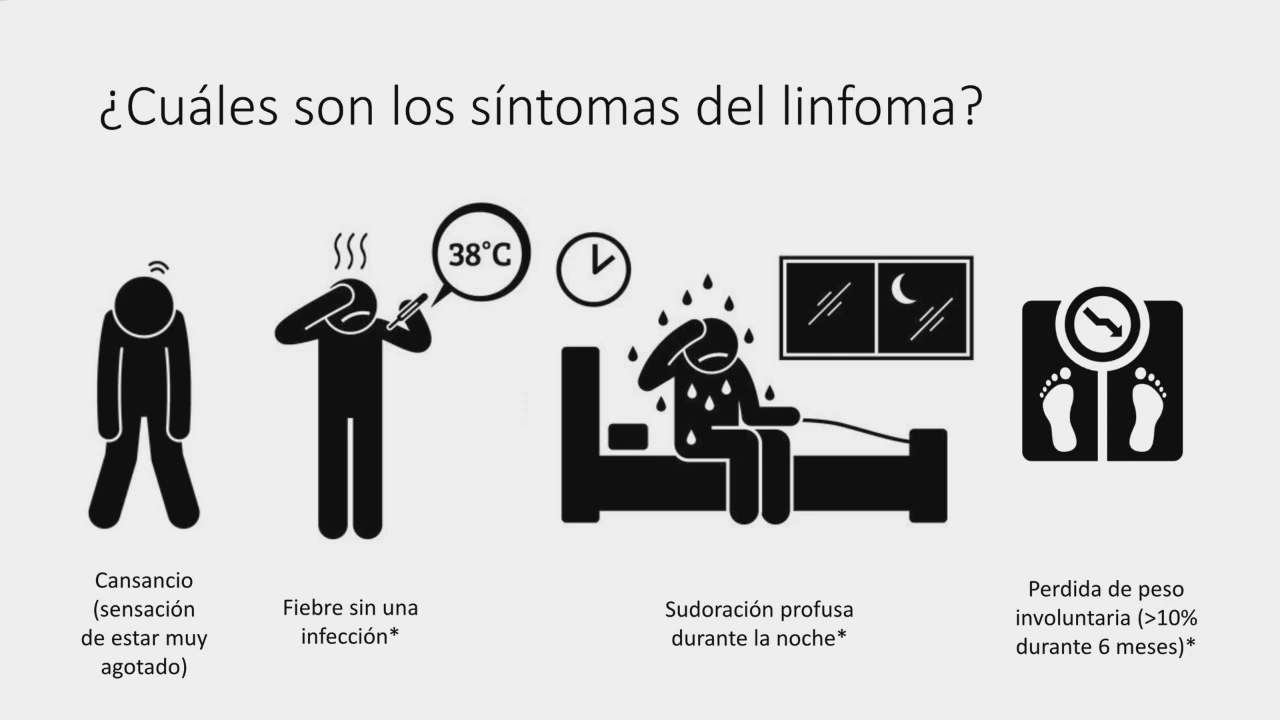 ¿Cuáles son los síntomas del linfoma?
38°C
Cansancio
(sensación
de estar muy
agotado)
Fiebre sin una
infección*
Sudoración profusa
durante la noche*
Perdida de peso
involuntaria (>10%
durante 6 meses)*